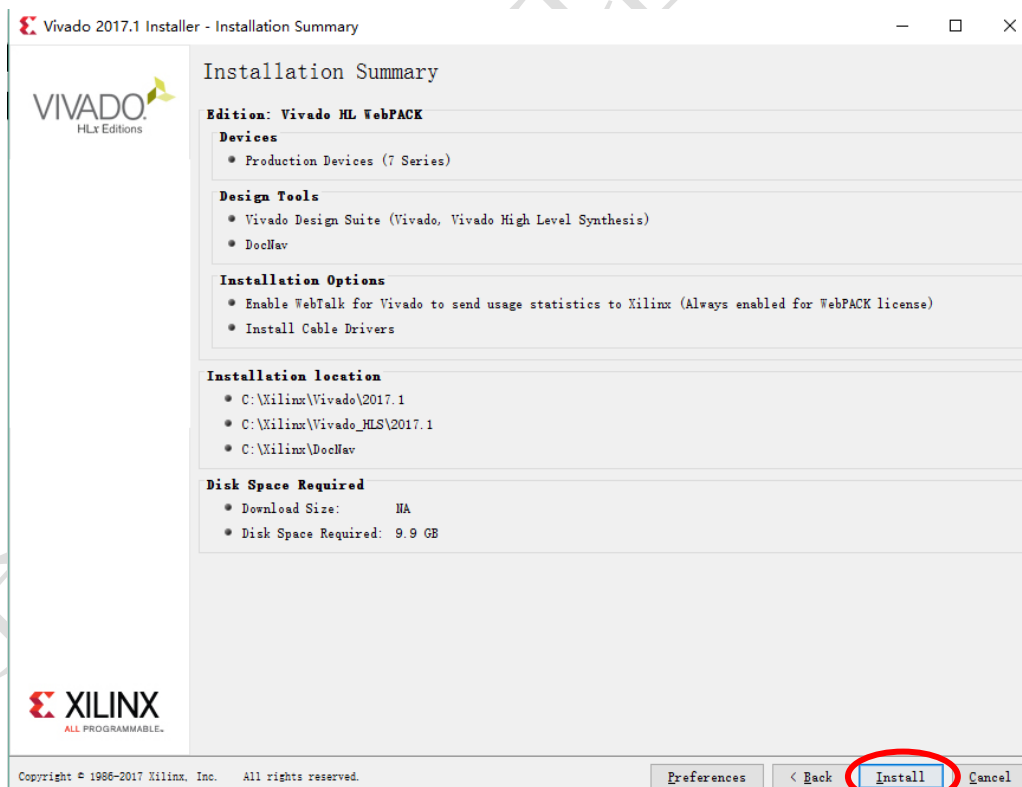 Vivado 2017.1 Installer - Installation Summary
VIVADO.
HLx Editions
Installation Summary
Edition: Vivado HL WebPACK
Devices
Production Devices (7 Series)
Design Tools
Vivado Design Suite (Vivado, Vivado High Level Synthesis)
DocNav
Installation Options
Enable WebTalk for Vivado to send usage statistics to Xilinx (Always enabled for WebPACK license)
Install Cable Drivers
Installation location
C:\Xilinx\Vivado\2017.1
C:\Xilinx\Vivado_HLS\2017.1
C:\Xilinx\DocNav
Disk Space Required
Download Size: NA
Disk Space Required: 9.9 GB
XILINX
ALL PROGRAMMABLE™
Copyright © 1986-2017 Xilinx, Inc. All rights reserved.
Preferences < Back Install Cancel